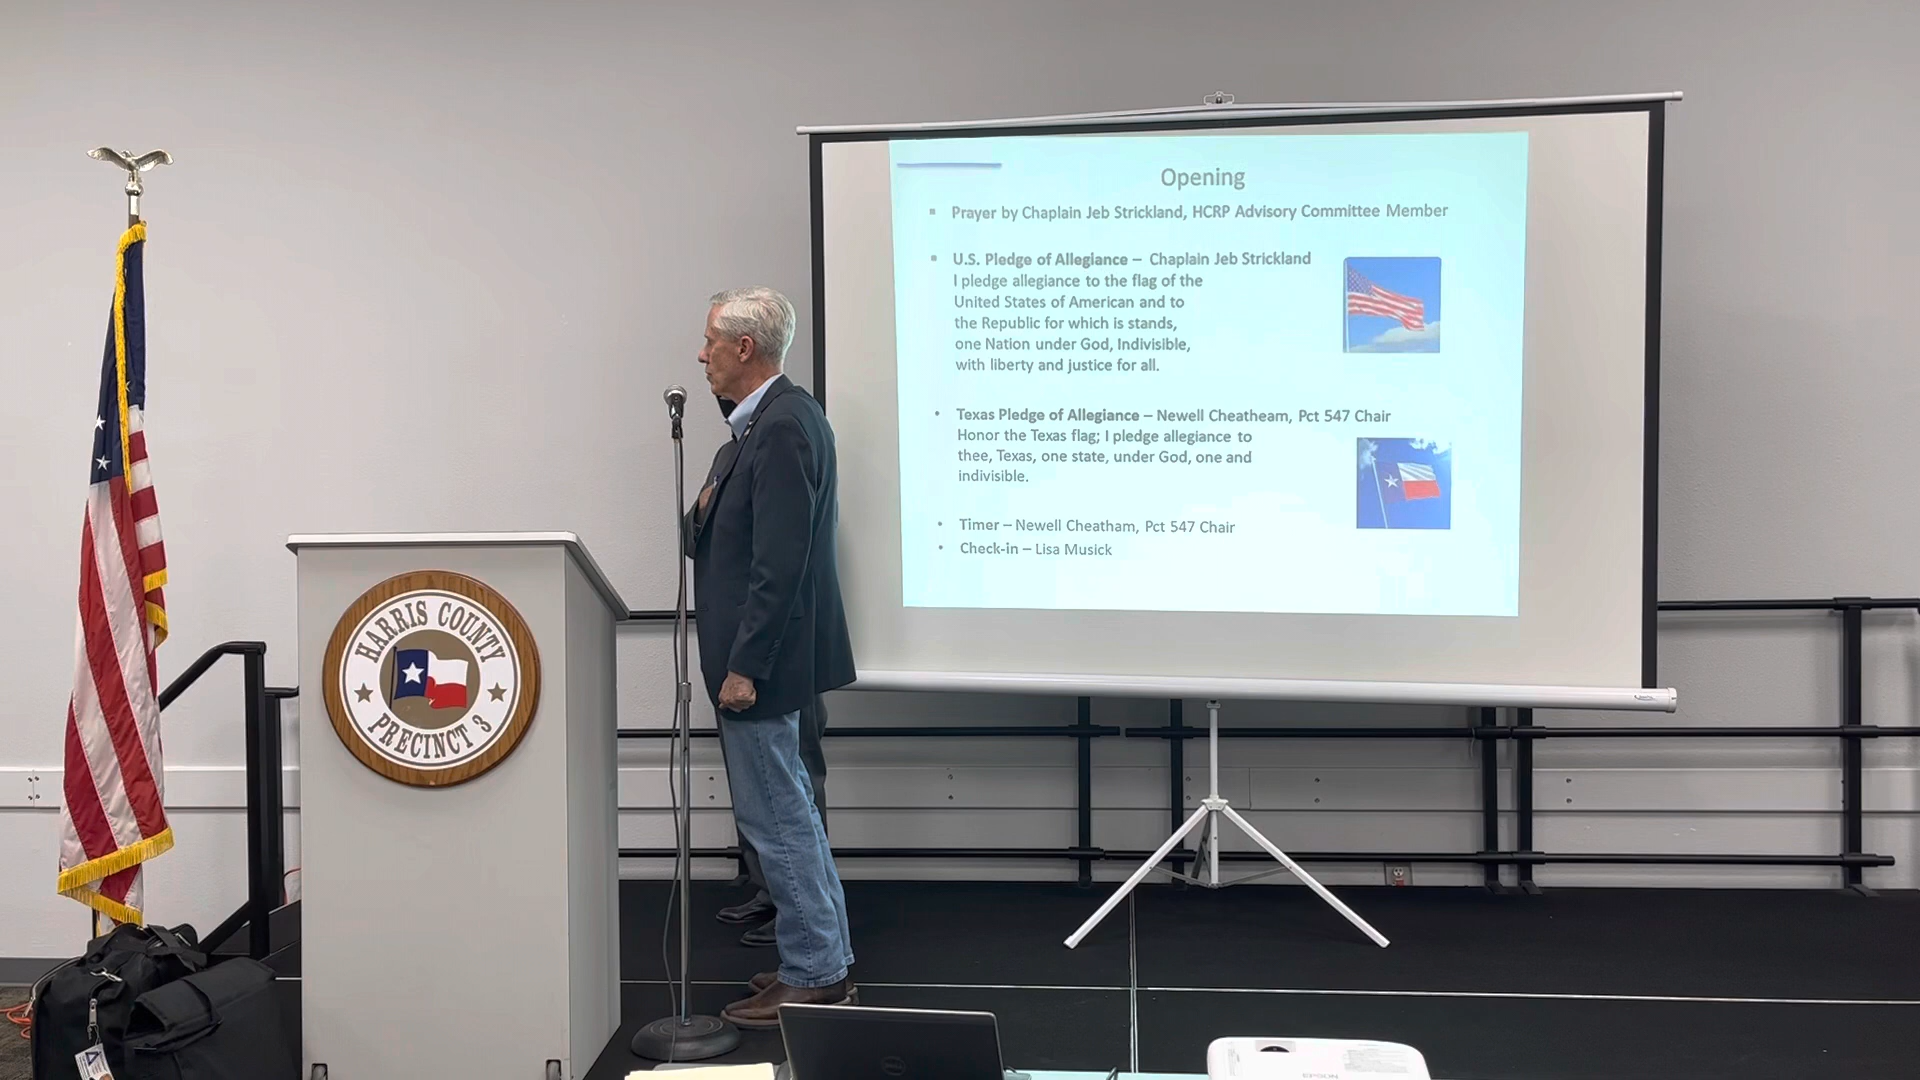 Opening
Prayer by Chaplain Jeb Strickland, HCRP Advisory Committee Member
U.S. Pledge of Allegiance – Chaplain Jeb Strickland
I pledge allegiance to the flag of the
United States of American and to
the Republic for which is stands,
one Nation under God, Indivisible,
with liberty and justice for all.
Texas Pledge of Allegiance – Newell Cheatheam, Pct 547 Chair
Honor the Texas flag; I pledge allegiance to
thee, Texas, one state, under God, one and
indivisible.
Timer – Newell Cheatham, Pct 547 Chair
Check-in – Lisa Musick
HARRIS COUNTY
PRECINCT 3
DELL
EPSON